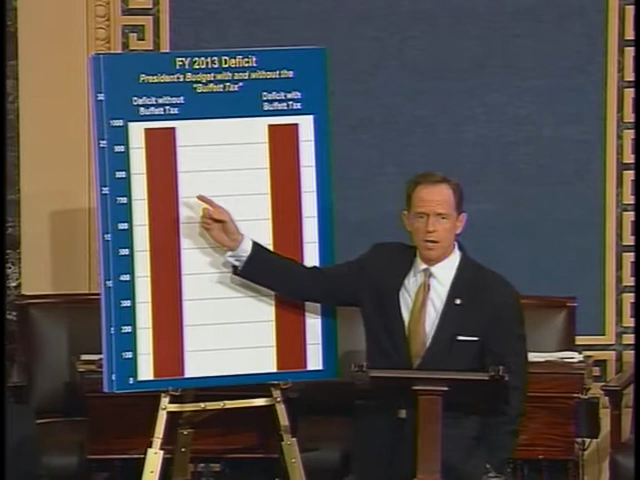 FY 2013 Deficit
President's Budget with and without the
"Buffett Tax"
Deficit without
Buffett Tax
Deficit with
Buffett Tax
1000
900
800
700
600
500
400
300
200
100
0